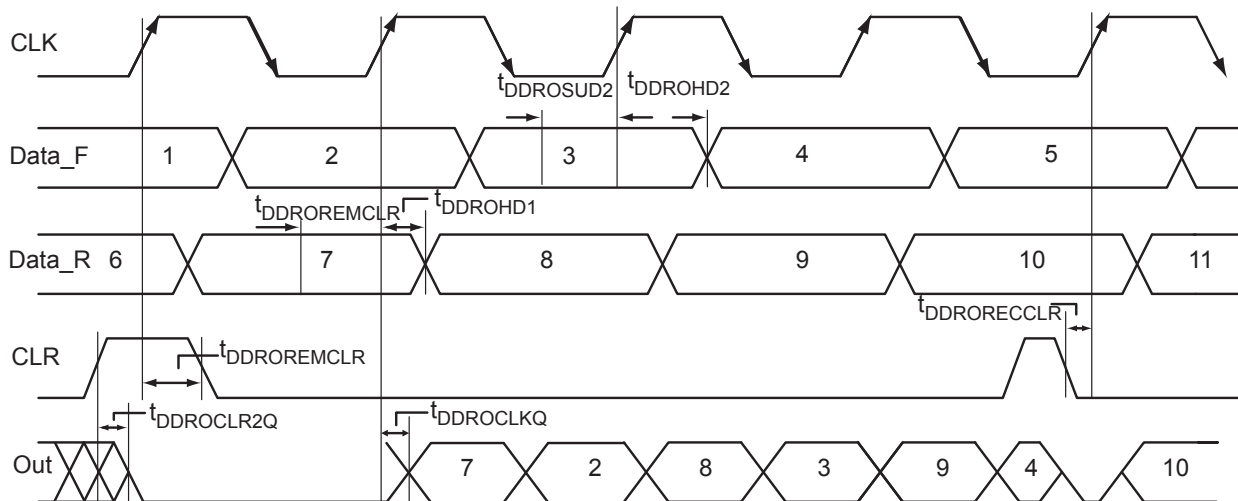 CLK
tDDROSUD2 tDDROHD2
Data_F 1 2 3 4 5
tDDROREMCLR tDDROHD1
Data_R 6 7 8 9 10 11
tDDRORECCLR
CLR tDDROREMCLR
tDDROCLR2Q tDDROCLKQ
Out 7 2 8 3 9 4 10